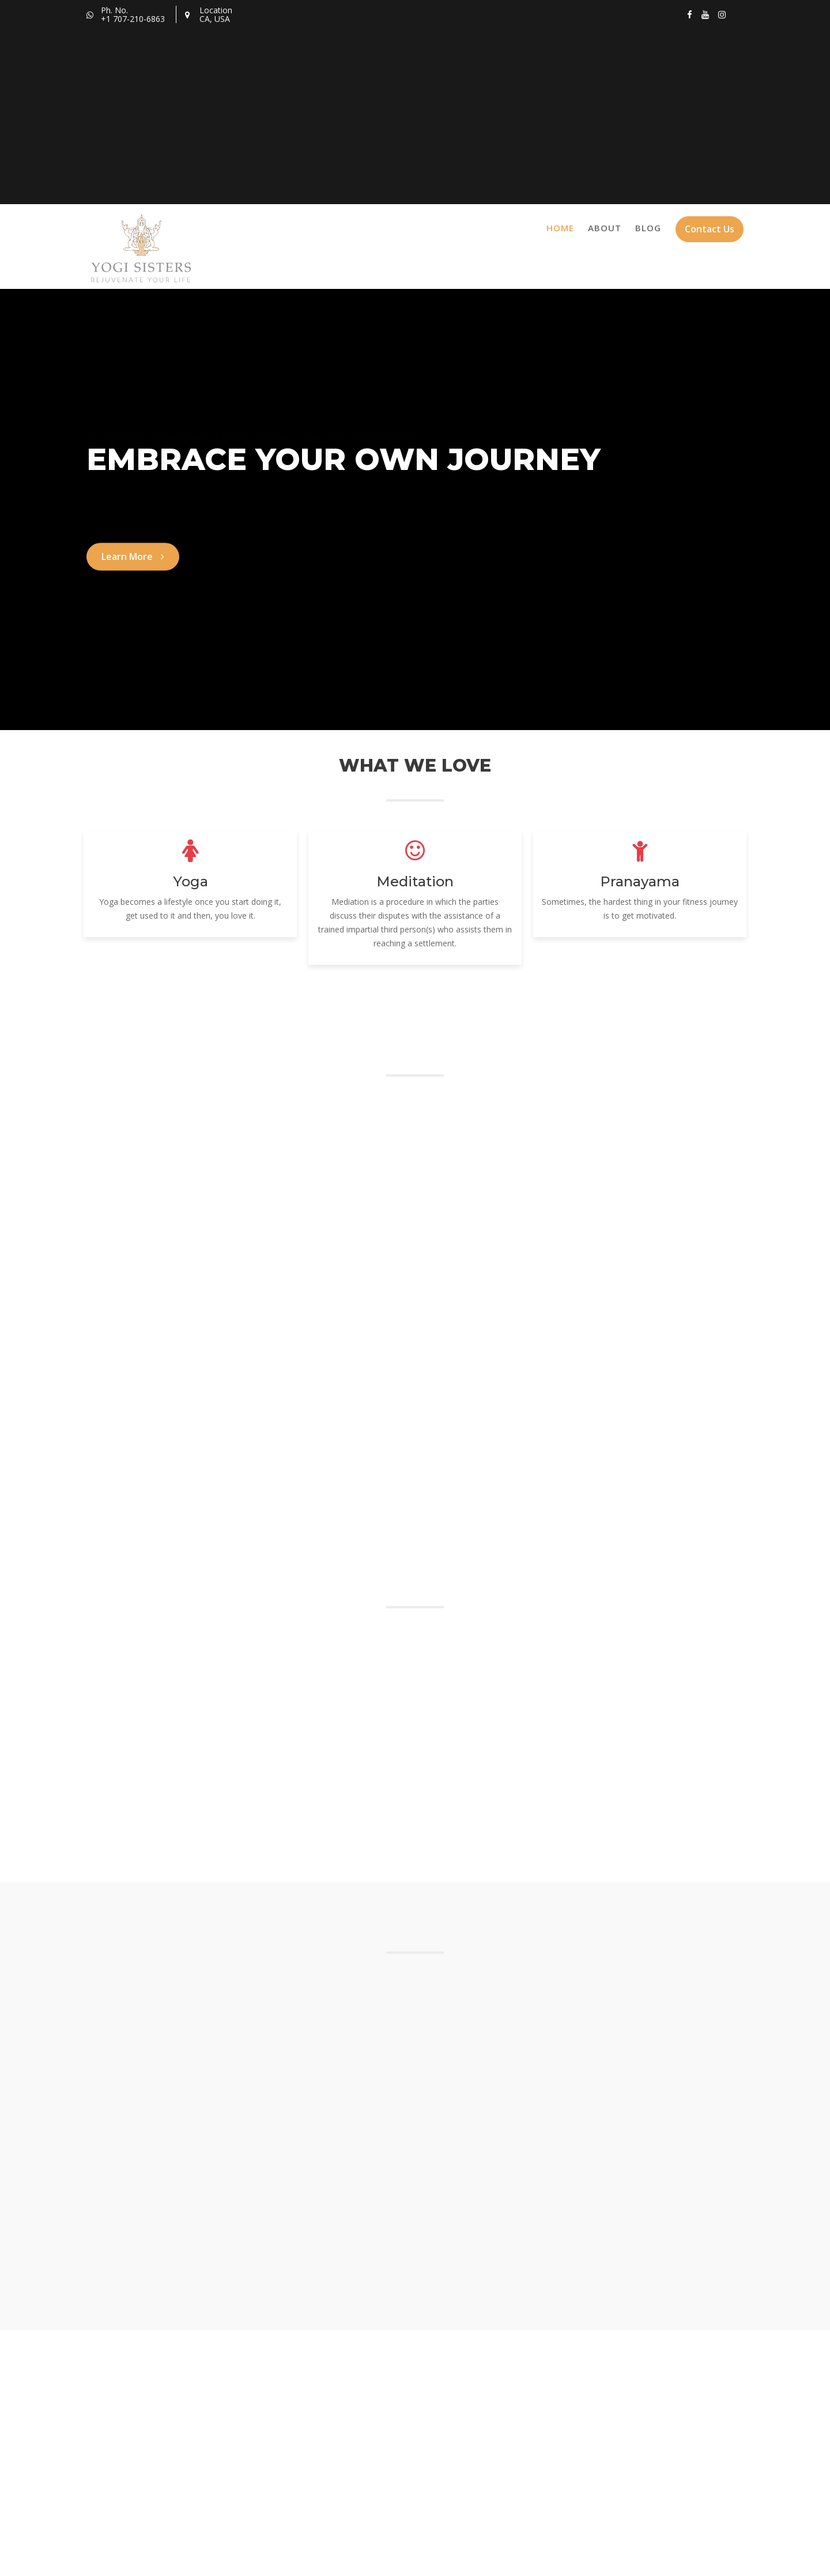 Ph. No.
+1 707-210-6863
Location
CA, USA
YOGI SISTERS
REJUVENATE YOUR LIFE
HOME
ABOUT
BLOG
Contact Us
EMBRACE YOUR OWN JOURNEY
Learn More
WHAT WE LOVE
Yoga
Yoga becomes a lifestyle once you start doing it,
get used to it and then, you love it.
Meditation
Mediation is a procedure in which the parties
discuss their disputes with the assistance of a
trained impartial third person(s) who assists them in
reaching a settlement.
Pranayama
Sometimes, the hardest thing in your fitness journey
is to get motivated.